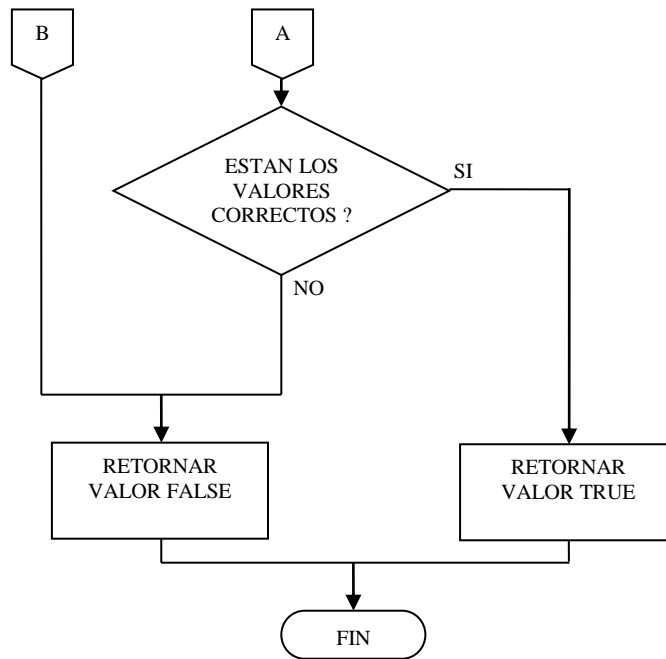 B
A
ESTAN LOS
VALORES
CORRECTOS ?
SI
NO
RETORNAR
VALOR FALSE
RETORNAR
VALOR TRUE
FIN